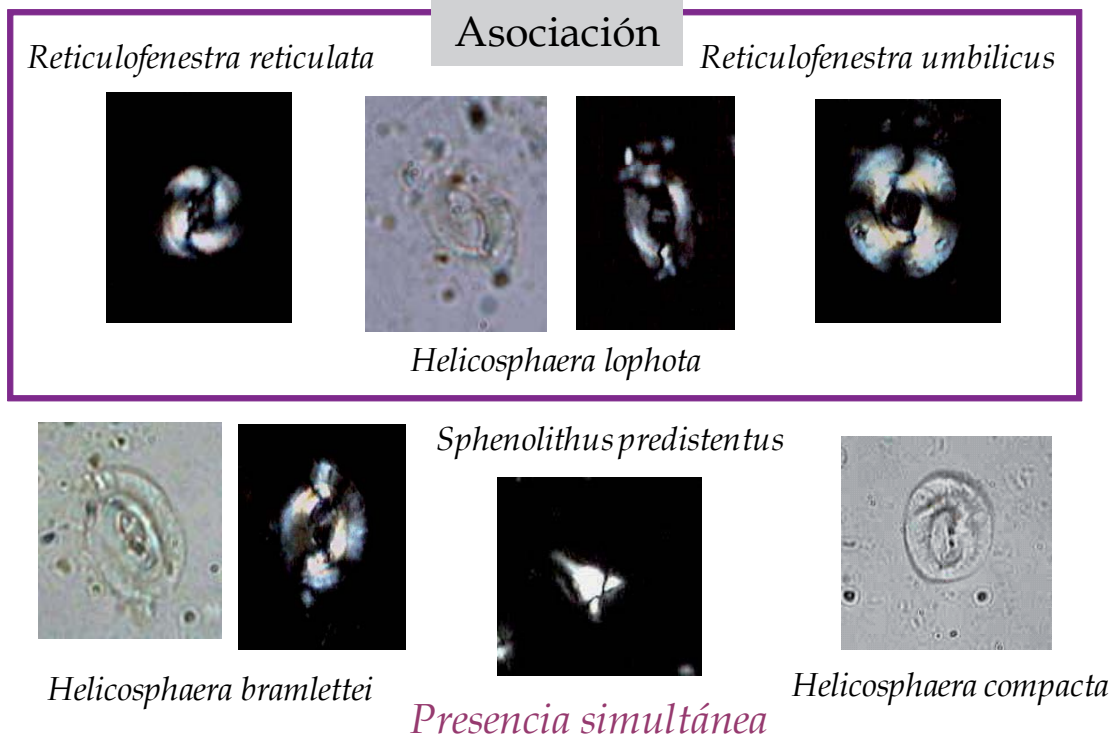 Asociación
Reticulofenestra reticulata
Reticulofenestra umbilicus
Helicosphaera lophota
Sphenolithus predistentus
Helicosphaera bramlettei
Helicosphaera compacta
Presencia simultánea